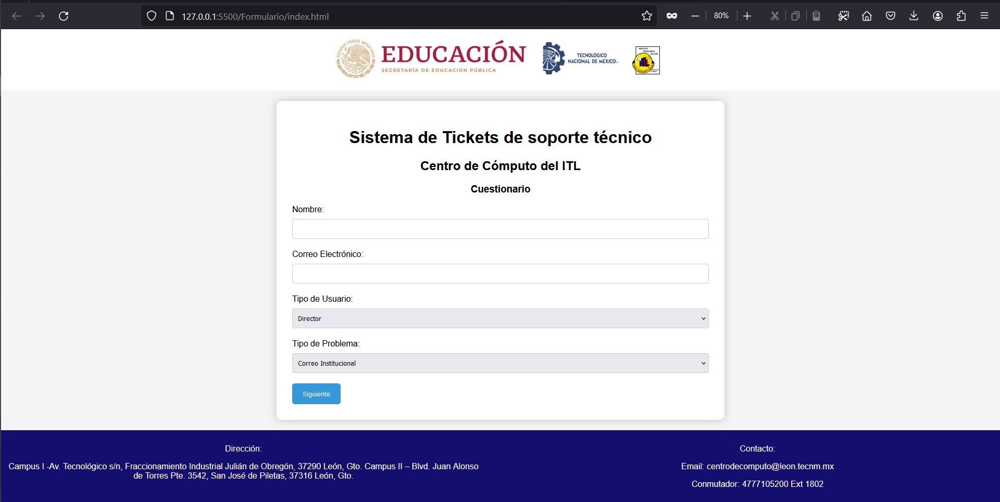 127.0.0.1:5500/Formulario/index.html
80%
ESTADOS UNIDOS MEXICANOS
EDUCACIÓN
SECRETARÍA DE EDUCACIÓN PÚBLICA
TECNOLÓGICO
NACIONAL DE MÉXICO®
INSTITUTO
TECNOLÓGICO
DE LEÓN
Sistema de Tickets de soporte técnico
Centro de Cómputo del ITL
Cuestionario
Nombre:
Correo Electrónico:
Tipo de Usuario:
Director
Tipo de Problema:
Correo Institucional
Siguiente
Dirección:
Campus I -Av. Tecnológico s/n, Fraccionamiento Industrial Julián de Obregón, 37290 León, Gto. Campus II – Blvd. Juan Alonso
de Torres Pte. 3542, San José de Piletas, 37316 León, Gto.
Contacto:
Email: centrodecomputo@leon.tecnm.mx
Conmutador: 4777105200 Ext 1802